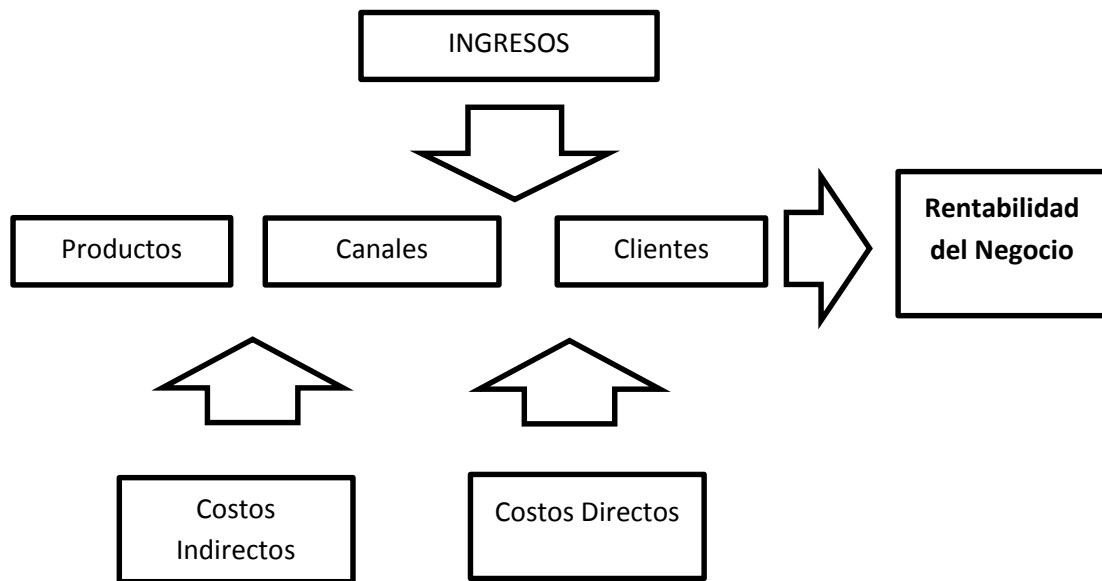 INGRESOS
Productos
Canales
Clientes
Rentabilidad
del Negocio
Costos
Indirectos
Costos Directos